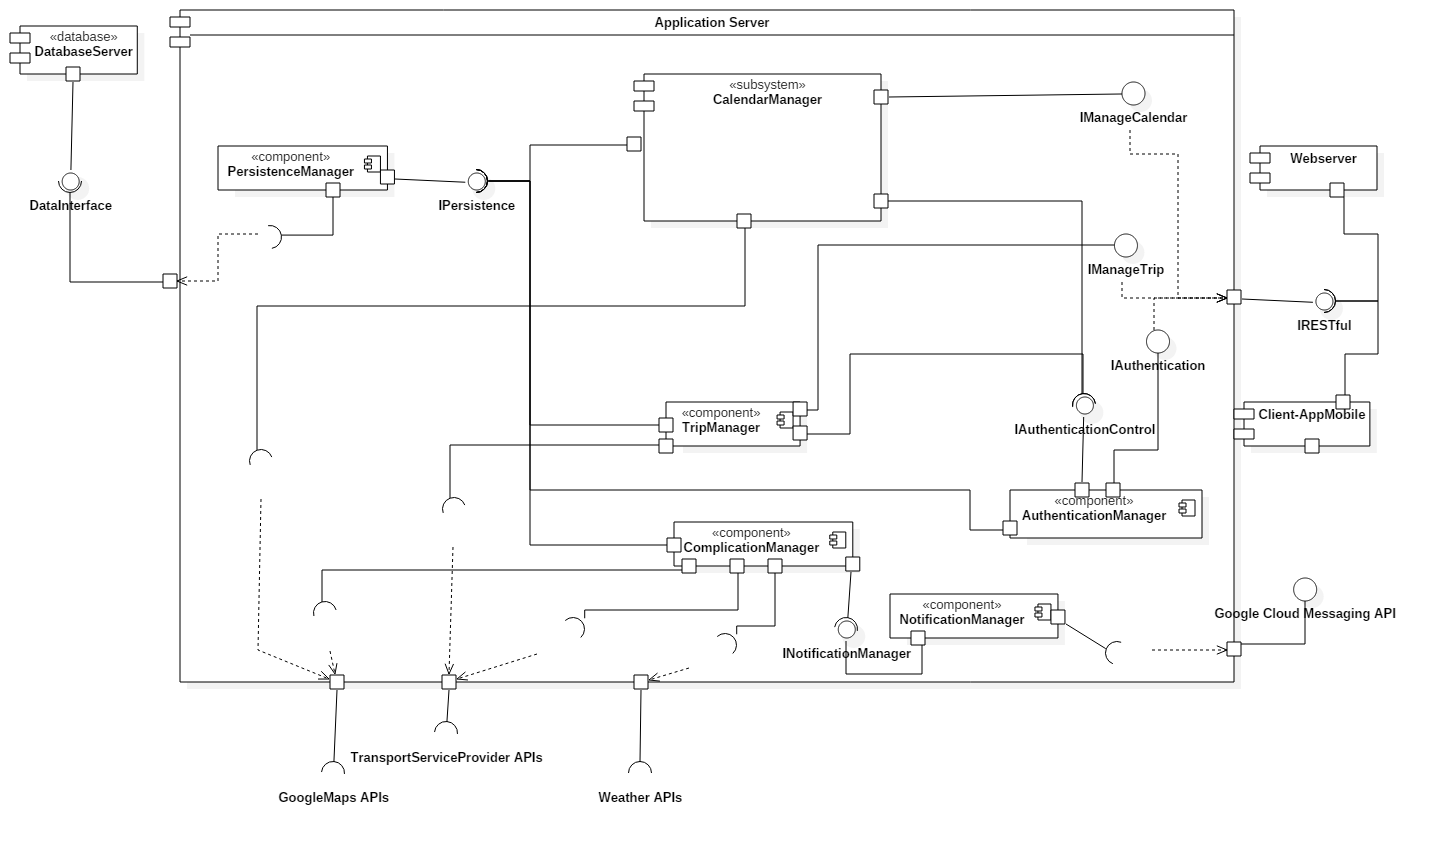 Application Server
«database»
DatabaseServer
«subsystem»
CalendarManager
IManageCalendar
«component»
PersistenceManager
Webserver
DataInterface
IPersistence
IManageTrip
IRESTful
IAuthentication
«component»
TripManager
Client-AppMobile
IAuthenticationControl
«component»
AuthenticationManager
«component»
ComplicationManager
«component»
NotificationManager
Google Cloud Messaging API
INotificationManager
TransportServiceProvider APIs
GoogleMaps APIs
Weather APIs